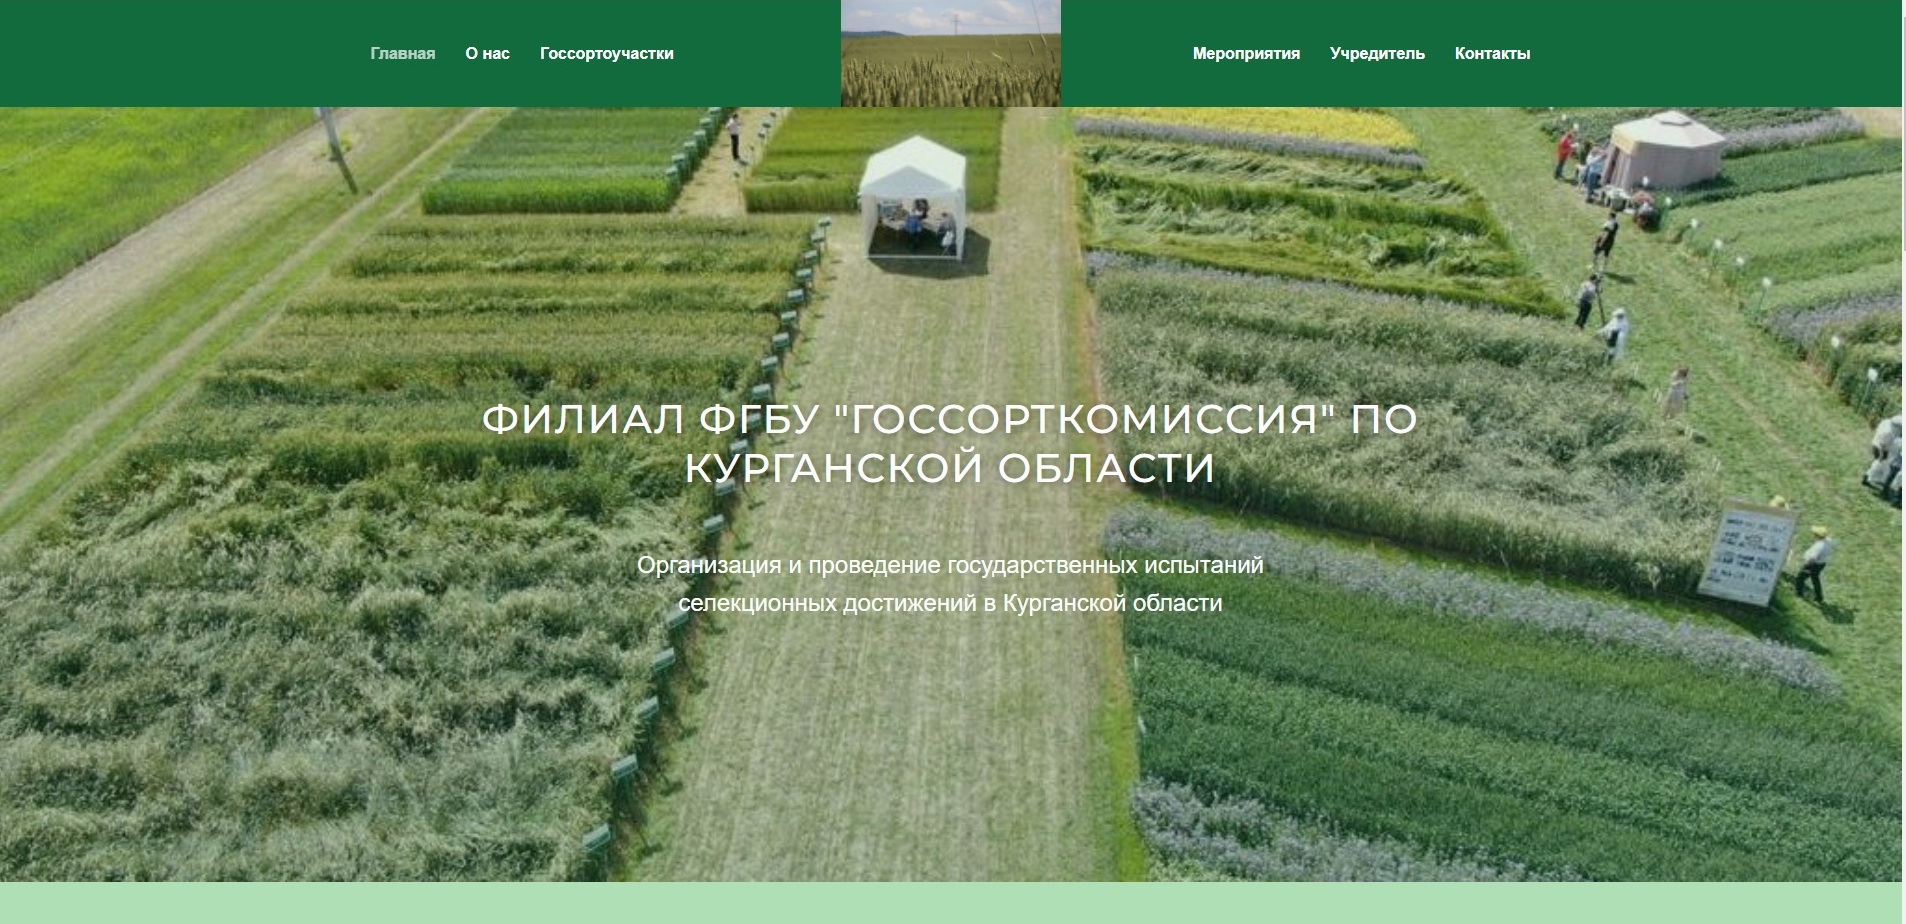 Главная О нас Госсортоучастки Мероприятия Учредитель Контакты
ФИЛИАЛ ФГБУ "ГОССОРТКОМИССИЯ" ПО
КУРГАНСКОЙ ОБЛАСТИ
Организация и проведение государственных испытаний
селекционных достижений в Курганской области